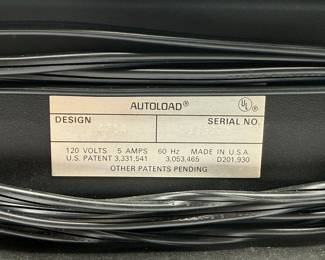 AUTOLOAD®
UL
DESIGN SERIAL NO.
120 VOLTS 5 AMPS 60 Hz MADE IN U.S.A.
U.S. PATENT 3,331,541 3,053,465 D201,930
OTHER PATENTS PENDING